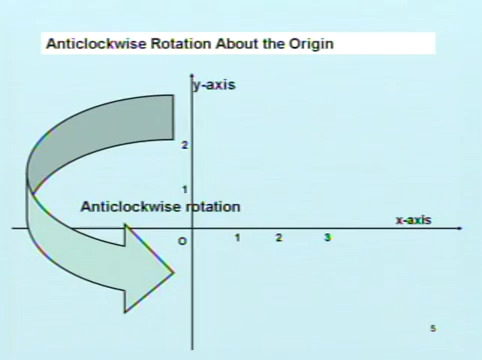 Anticlockwise Rotation About the Origin
y-axis
2
1
Anticlockwise rotation
x-axis
O
1 2 3
5